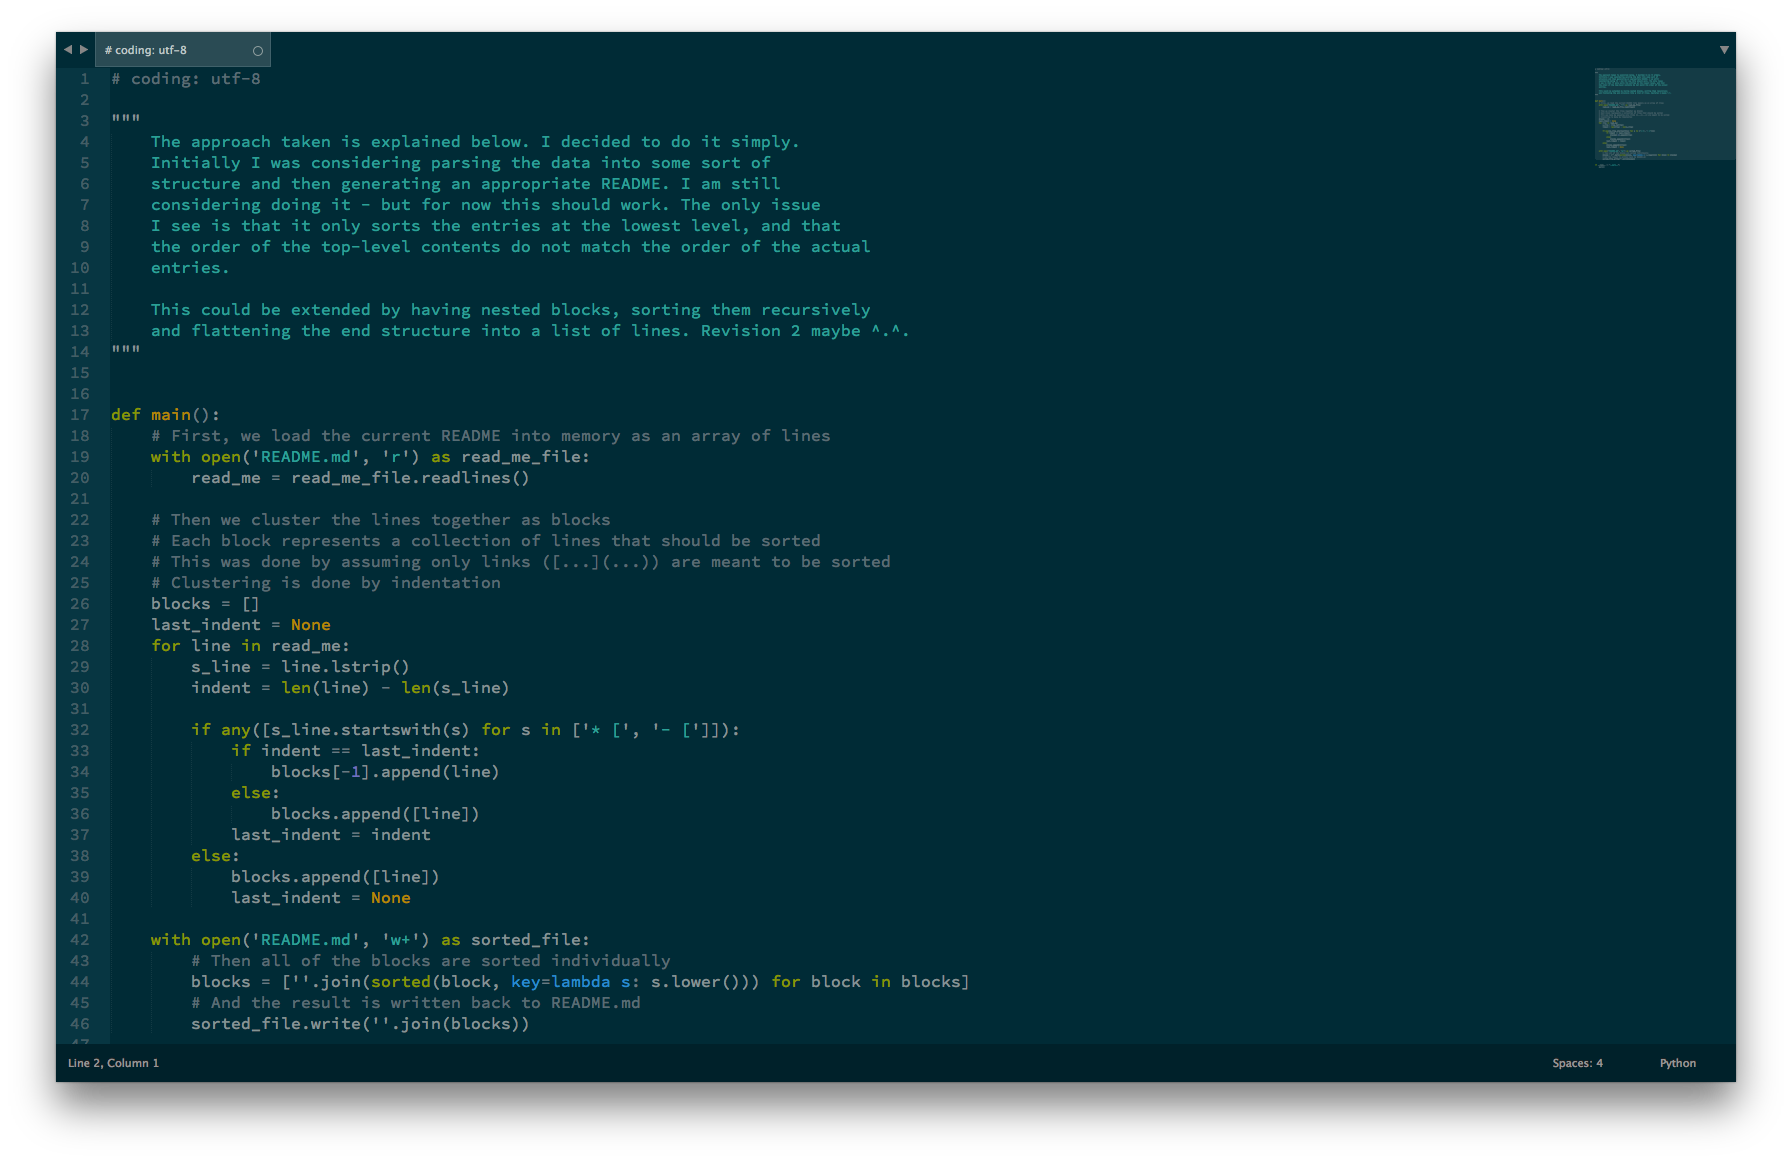 # coding: utf-8
1 # coding: utf-8
2
3 """
4     The approach taken is explained below. I decided to do it simply.
5     Initially I was considering parsing the data into some sort of
6     structure and then generating an appropriate README. I am still
7     considering doing it - but for now this should work. The only issue
8     I see is that it only sorts the entries at the lowest level, and that
9     the order of the top-level contents do not match the order of the actual
10     entries.
11
12     This could be extended by having nested blocks, sorting them recursively
13     and flattening the end structure into a list of lines. Revision 2 maybe ^.^.
14 """
15
16
17 def main():
18     # First, we load the current README into memory as an array of lines
19     with open('README.md', 'r') as read_me_file:
20         read_me = read_me_file.readlines()
21
22     # Then we cluster the lines together as blocks
23     # Each block represents a collection of lines that should be sorted
24     # This was done by assuming only links ([...](...)) are meant to be sorted
25     # Clustering is done by indentation
26     blocks = []
27     last_indent = None
28     for line in read_me:
29         s_line = line.lstrip()
30         indent = len(line) - len(s_line)
31
32         if any([s_line.startswith(s) for s in ['* [', '- [']]):
33             if indent == last_indent:
34                 blocks[-1].append(line)
35             else:
36                 blocks.append([line])
37             last_indent = indent
38         else:
39             blocks.append([line])
40             last_indent = None
41
42     with open('README.md', 'w+') as sorted_file:
43         # Then all of the blocks are sorted individually
44         blocks = [''.join(sorted(block, key=lambda s: s.lower())) for block in blocks]
45         # And the result is written back to README.md
46         sorted_file.write(''.join(blocks))
47
Line 2, Column 1
Spaces: 4
Python